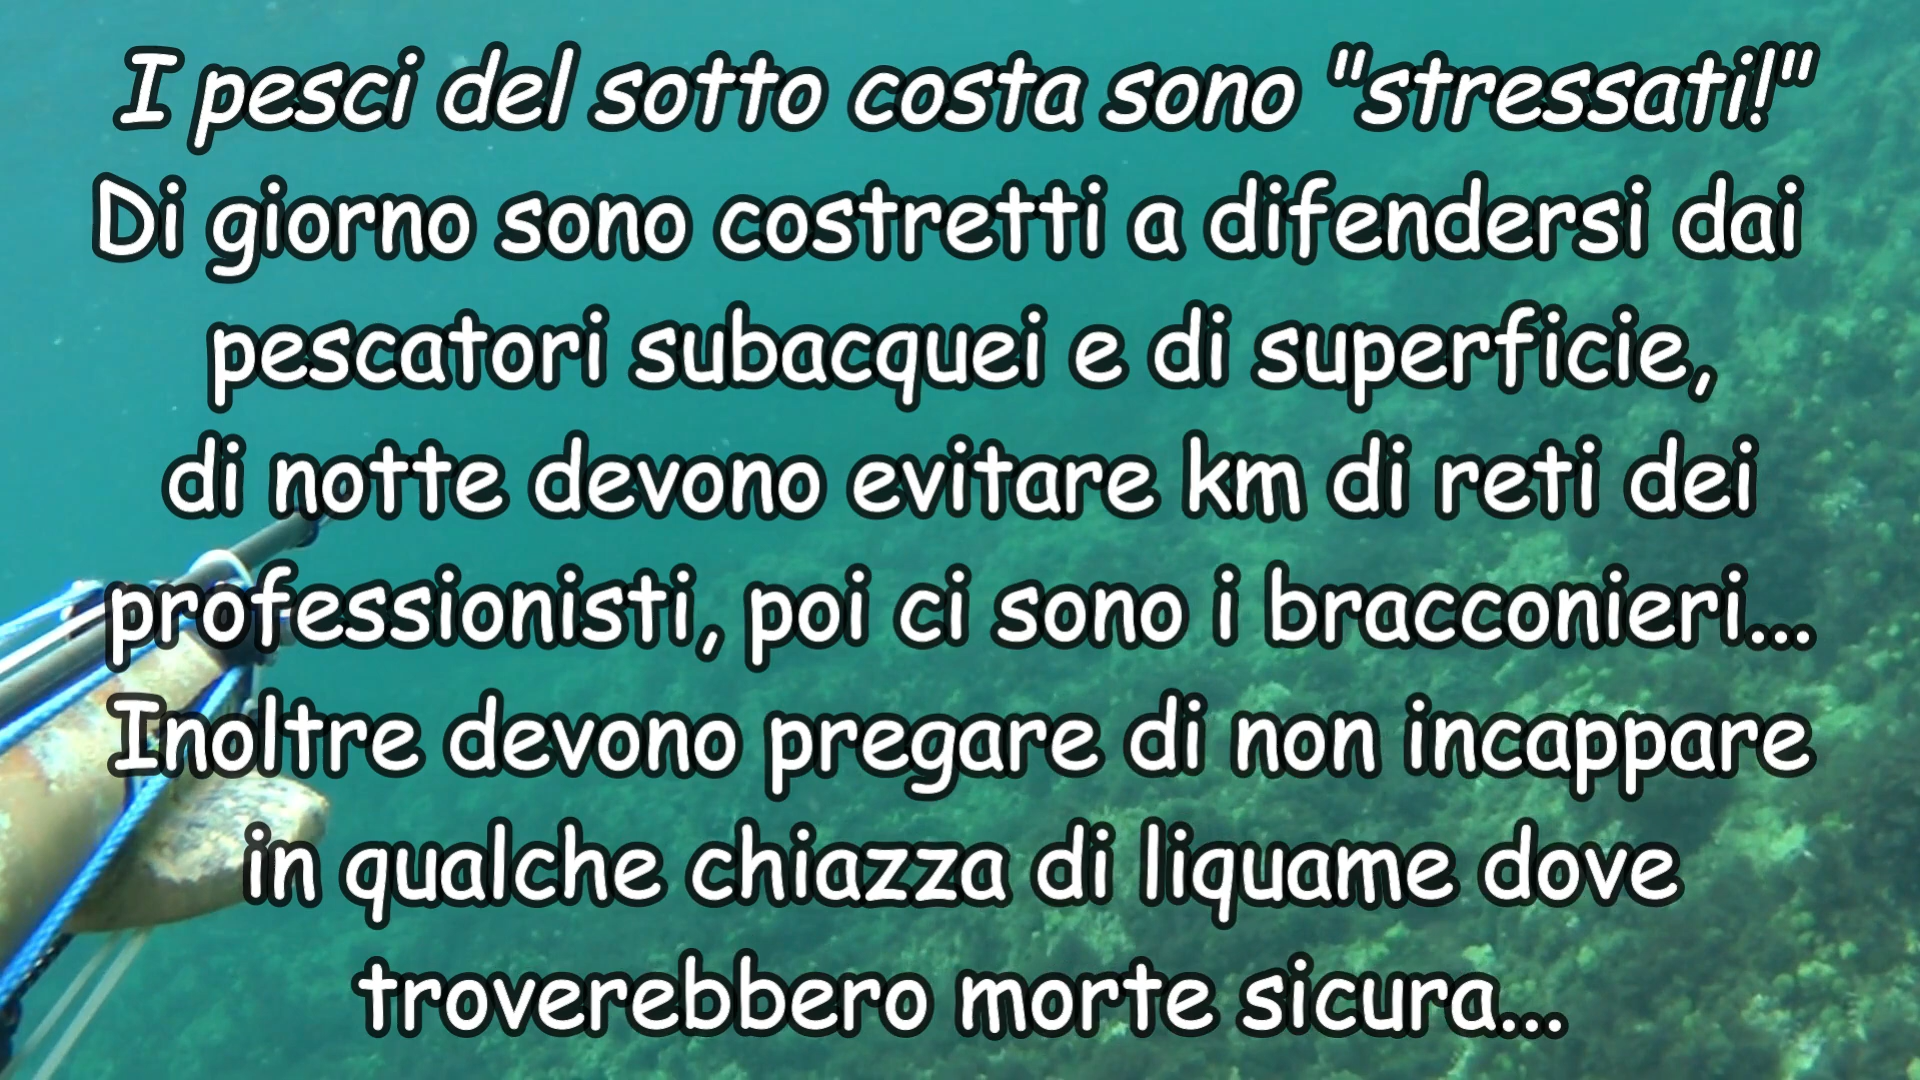 I pesci del sotto costa sono "stressati!"
Di giorno sono costretti a difendersi dai
pescatori subacquei e di superficie,
di notte devono evitare km di reti dei
professionisti, poi ci sono i bracconieri...
Inoltre devono pregare di non incappare
in qualche chiazza di liquame dove
troverebbero morte sicura...